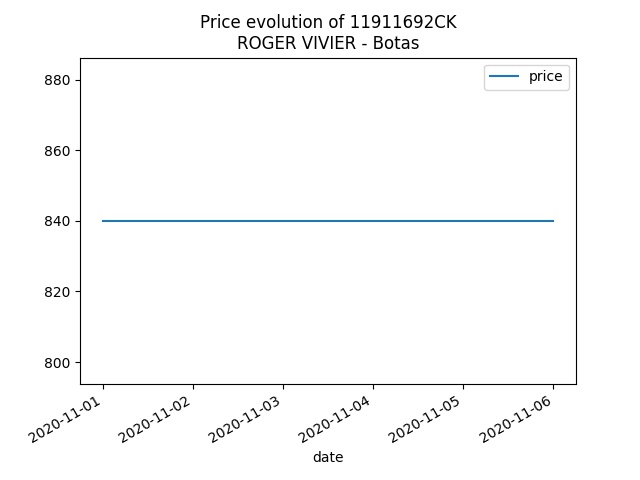 Price evolution of 11911692CK
ROGER VIVIER - Botas
price
880
860
840
820
800
2020-11-01
2020-11-02
2020-11-03
2020-11-04
2020-11-05
2020-11-06
date